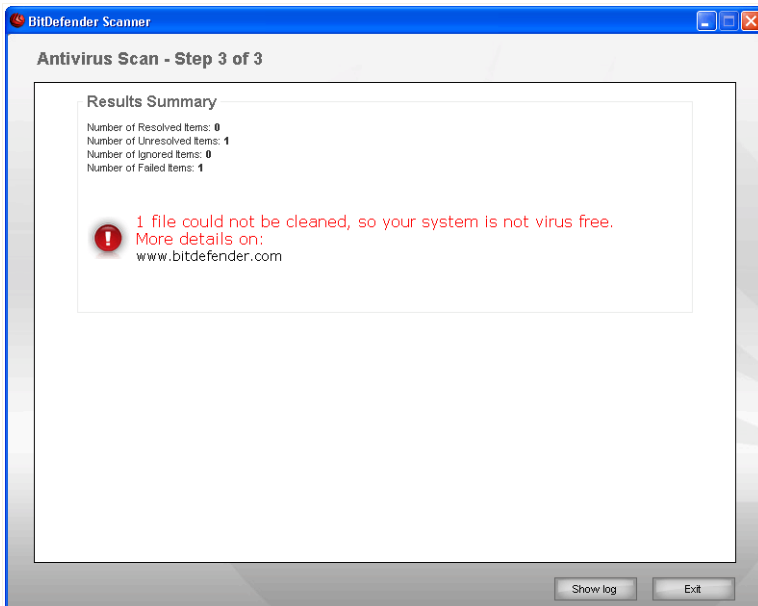 BitDefender Scanner
Antivirus Scan - Step 3 of 3
Results Summary
Number of Resolved Items: 0
Number of Unresolved Items: 1
Number of Ignored Items: 0
Number of Failed Items: 1
1 file could not be cleaned, so your system is not virus free.
More details on:
www.bitdefender.com
Show log
Exit